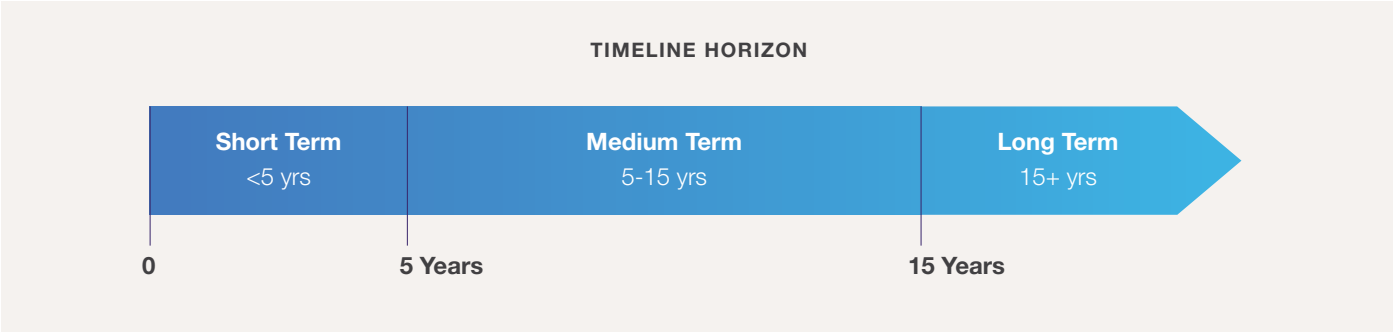 TIMELINE HORIZON
Short Term
<5 yrs
Medium Term
5-15 yrs
Long Term
15+ yrs
0
5 Years
15 Years